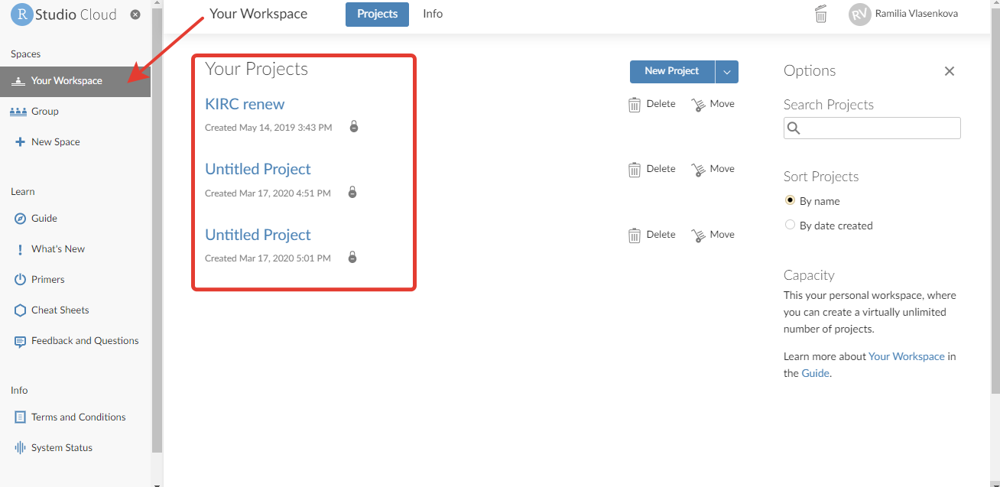 R Studio Cloud
Spaces
Your Workspace
Group
New Space
Learn
Guide
What's New
Primers
Cheat Sheets
Feedback and Questions
Info
Terms and Conditions
System Status
Your Workspace
Projects
Info
RV
Ramilia Vlasenkova
Your Projects
New Project
KIRC renew
Created May 14, 2019 3:43 PM
Delete
Move
Untitled Project
Created Mar 17, 2020 4:51 PM
Delete
Move
Untitled Project
Created Mar 17, 2020 5:01 PM
Delete
Move
Options
Search Projects
Sort Projects
By name
By date created
Capacity
This your personal workspace, where
you can create a virtually unlimited
number of projects.
Learn more about Your Workspace in
the Guide.